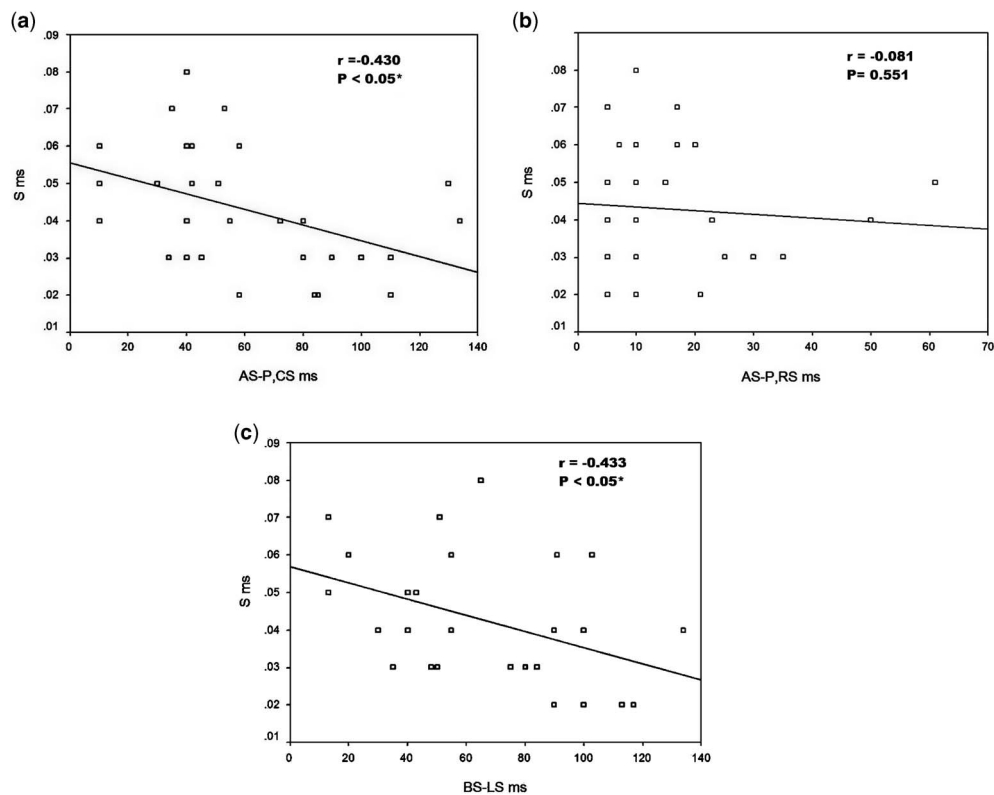 (a)
.09
.08
.07
.06
.05
.04
.03
.02
.01
S ms
r =-0.430
P < 0.05*
0 20 40 60 80 100 120 140
AS-P,CS ms
(b)
.09
.08
.07
.06
.05
.04
.03
.02
.01
S ms
r = -0.081
P= 0.551
0 10 20 30 40 50 60 70
AS-P,RS ms
(c)
.09
.08
.07
.06
.05
.04
.03
.02
.01
S ms
r = -0.433
P < 0.05*
0 20 40 60 80 100 120 140
BS-LS ms